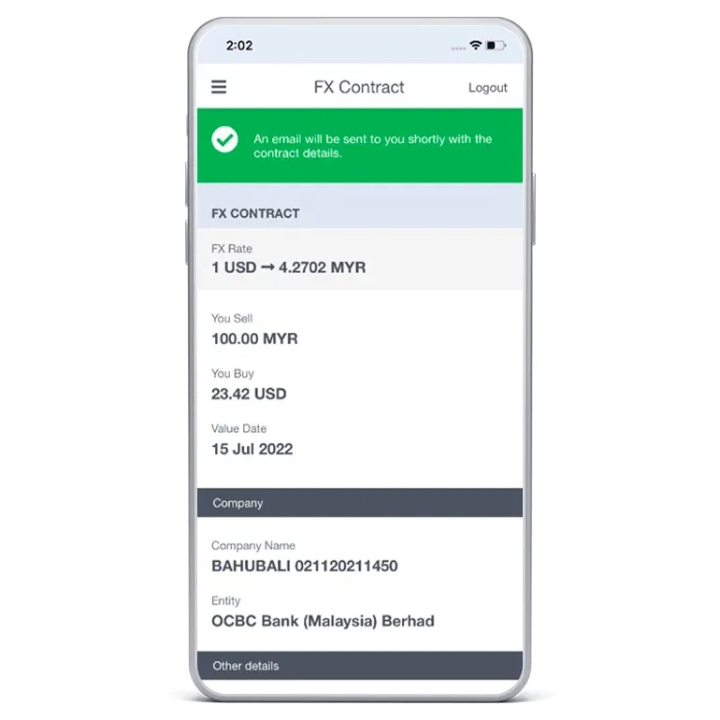 2:02
FX Contract
Logout
An email will be sent to you shortly with the
contract details.
FX CONTRACT
FX Rate
1 USD → 4.2702 MYR
You Sell
100.00 MYR
You Buy
23.42 USD
Value Date
15 Jul 2022
Company
Company Name
BAHUBALI 021120211450
Entity
OCBC Bank (Malaysia) Berhad
Other details